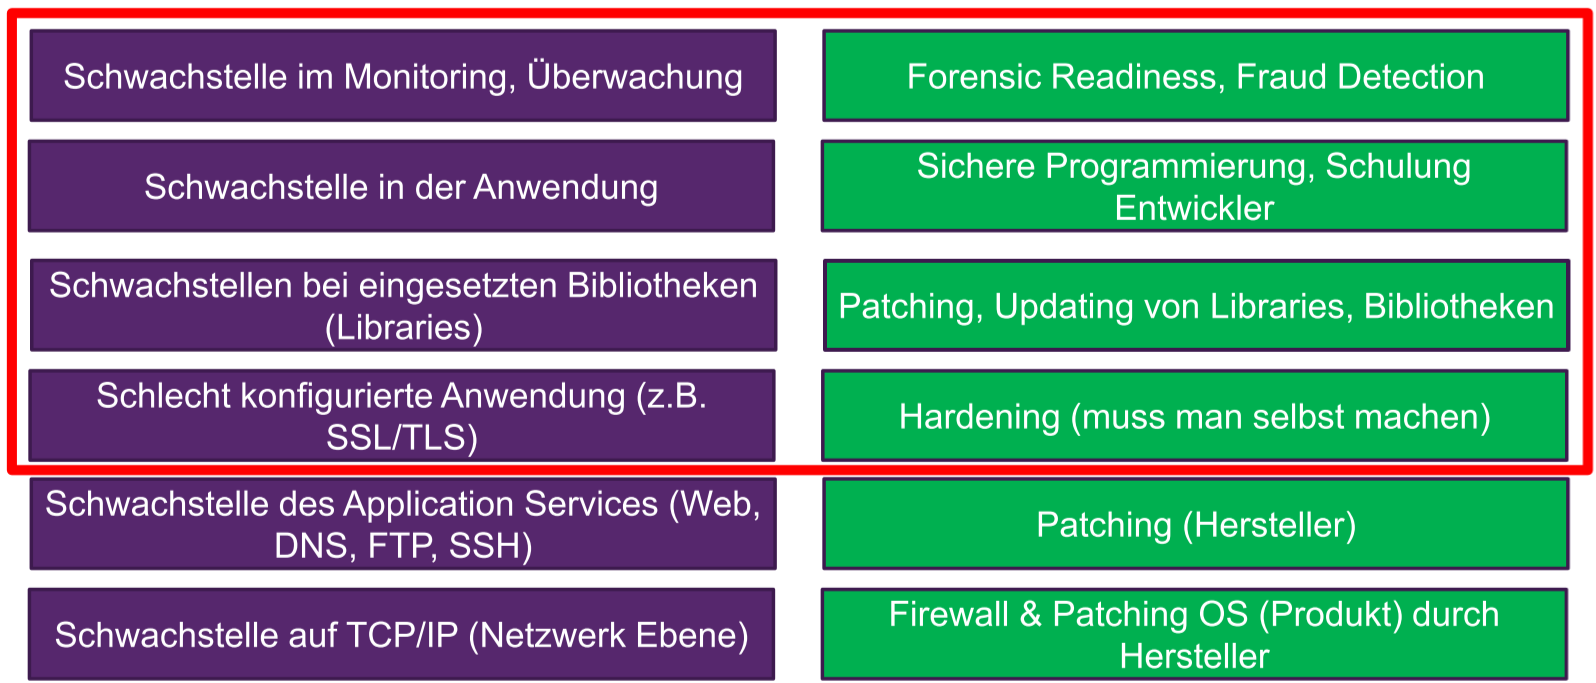 Schwachstelle im Monitoring, Überwachung
Forensic Readiness, Fraud Detection
Schwachstelle in der Anwendung
Sichere Programmierung, Schulung
Entwickler
Schwachstellen bei eingesetzten Bibliotheken
(Libraries)
Patching, Updating von Libraries, Bibliotheken
Schlecht konfigurierte Anwendung (z.B.
SSL/TLS)
Hardening (muss man selbst machen)
Schwachstelle des Application Services (Web,
DNS, FTP, SSH)
Patching (Hersteller)
Schwachstelle auf TCP/IP (Netzwerk Ebene)
Firewall & Patching OS (Produkt) durch
Hersteller